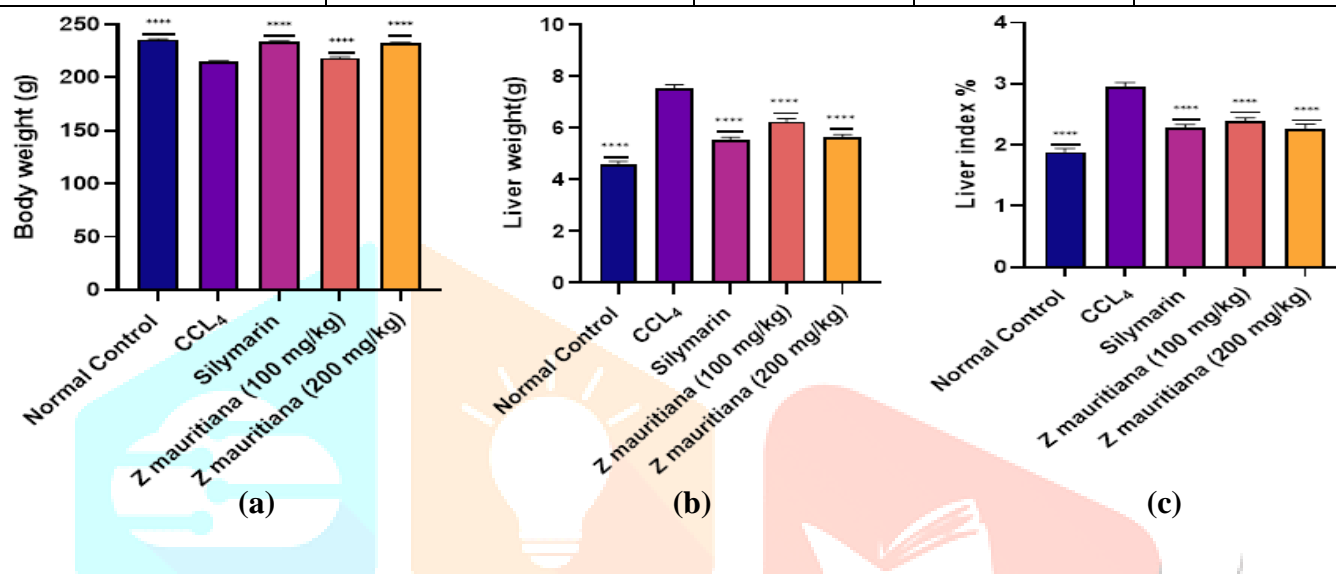 Body weight (g)
250
200
150
100
50
0
****
****
****
****
Normal Control
CCL₄
Silymarin
Z mauritiana (100 mg/kg)
Z mauritiana (200 mg/kg)
(a)
Liver weight(g)
10
8
6
4
2
0
****
****
****
****
Normal Control
CCL₄
Silymarin
Z mauritiana (100 mg/kg)
Z mauritiana (200 mg/kg)
(b)
Liver index %
4
3
2
1
0
****
****
****
****
Normal Control
CCL₄
Silymarin
Z mauritiana (100 mg/kg)
Z mauritiana (200 mg/kg)
(c)